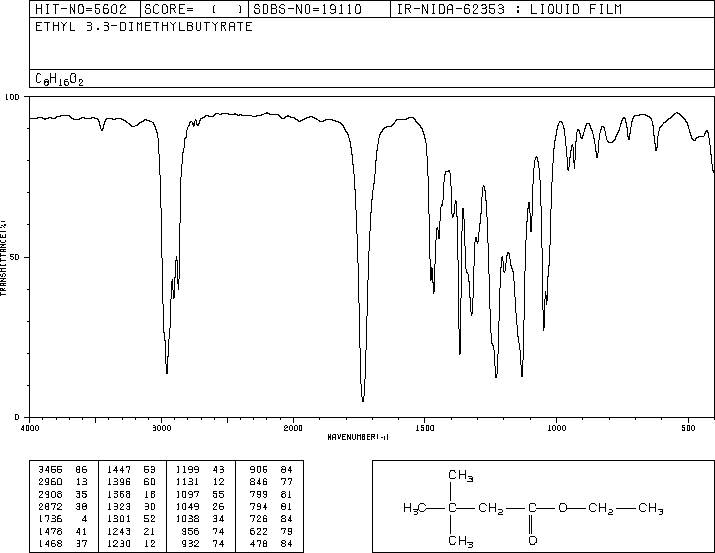 HIT-NO=5602 SCORE= ( ) SDBS-NO=19110 IR-NIDA-62353 : LIQUID FILM
ETHYL 3,3-DIMETHYLBUTYRATE
C8H16O2
100
50
0
TRANSMITTANCE(%)
4000 3000 2000 1500 1000 500
WAVENUMBER(-1)
3455 86 1447 53 1199 43 905 84
2960 13 1396 60 1131 12 846 77
2908 35 1368 18 1097 55 799 81
2872 38 1323 30 1049 26 794 81
1736 4 1301 52 1038 34 726 84
1478 41 1243 21 956 74 622 79
1468 37 1230 12 932 74 478 84
CH3
H3C C CH2 C O CH2 CH3
CH3 O